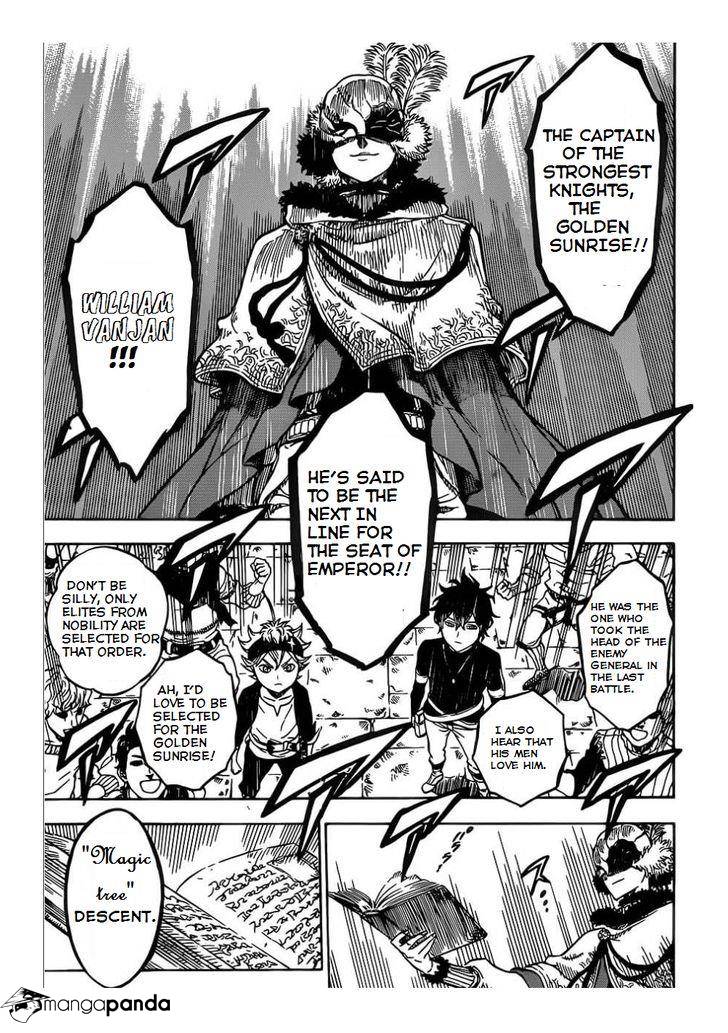 THE CAPTAIN
OF THE
STRONGEST
KNIGHTS,
THE
GOLDEN
SUNRISE!!
WILLIAM
VANJAN
!!!
HE'S SAID
TO BE THE
NEXT IN
LINE FOR
THE SEAT OF
EMPEROR!!
HE WAS THE
ONE WHO
TOOK THE
HEAD OF THE
ENEMY
GENERAL IN
THE LAST
BATTLE.
I ALSO
HEAR THAT
HIS MEN
LOVE HIM.
DON'T BE
SILLY, ONLY
ELITES FROM
NOBILITY ARE
SELECTED FOR
THAT ORDER.
AH, I'D
LOVE TO BE
SELECTED
FOR THE
GOLDEN
SUNRISE!
"Magic
tree"
DESCENT.
mangapanda